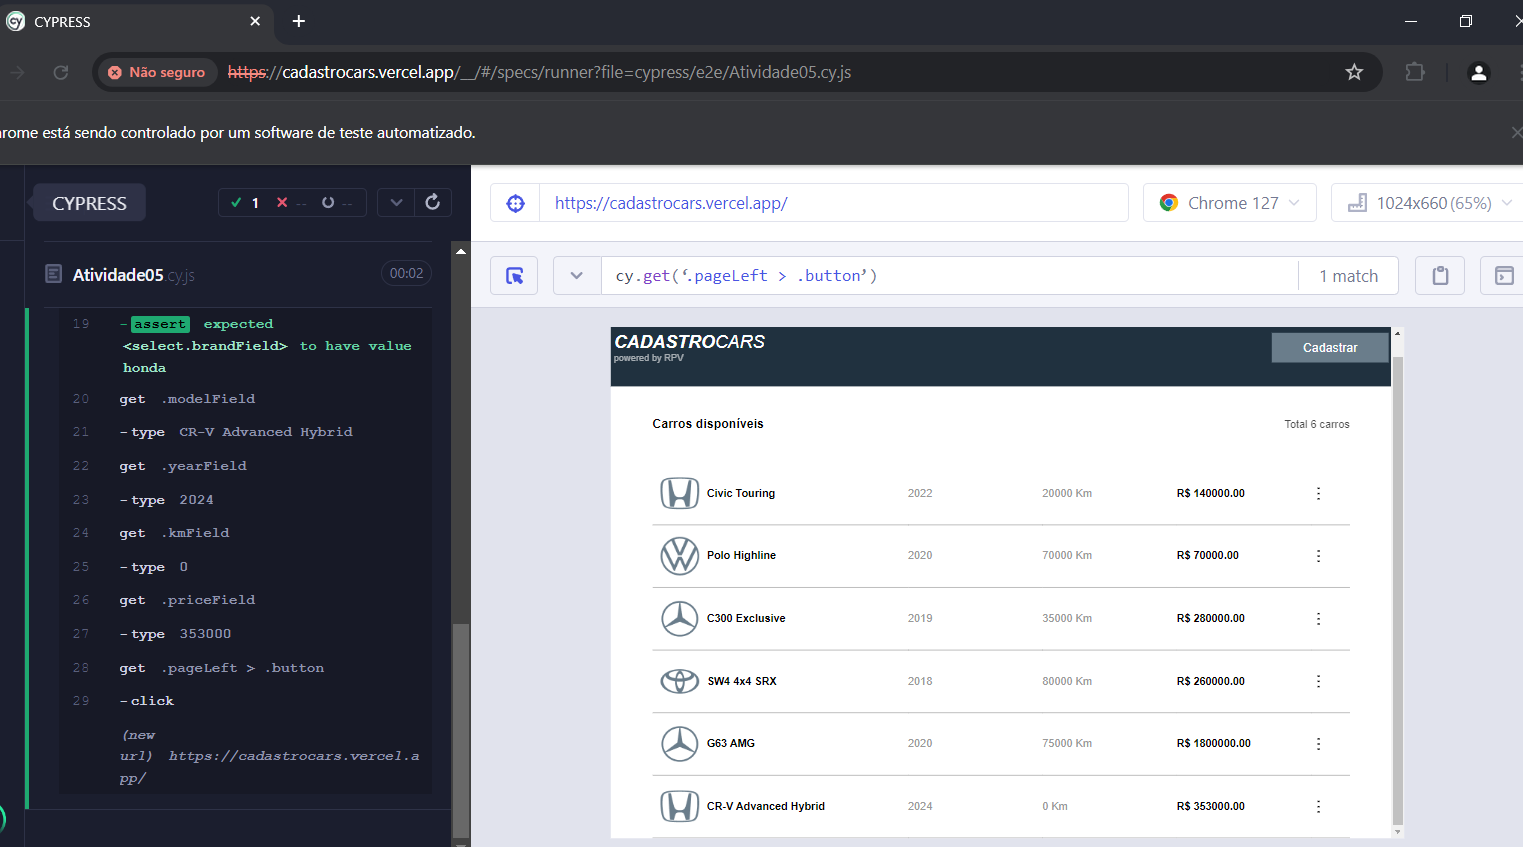 CYPRESS
Não seguro
https://cadastrocars.vercel.app/__/#/specs/runner?file=cypress/e2e/Atividade05.cy.js
rome está sendo controlado por um software de teste automatizado.
CYPRESS
1 -- --
https://cadastrocars.vercel.app/
Chrome 127
1024x660 (65%)
Atividade05.cy.js
00:02
cy.get(‘.pageLeft > .button’)
1 match
19 -assert expected
<select.brandField> to have value
honda
20 get .modelField
21 -type CR-V Advanced Hybrid
22 get .yearField
23 -type 2024
24 get .kmField
25 -type 0
26 get .priceField
27 -type 353000
28 get .pageLeft > .button
29 -click
(new
url) https://cadastrocars.vercel.a
pp/
CADASTROCARS
powered by RPV
Cadastrar
Carros disponíveis
Total 6 carros
Civic Touring 2022 20000 Km R$ 140000.00
Polo Highline 2020 70000 Km R$ 70000.00
C300 Exclusive 2019 35000 Km R$ 280000.00
SW4 4x4 SRX 2018 80000 Km R$ 260000.00
G63 AMG 2020 75000 Km R$ 1800000.00
CR-V Advanced Hybrid 2024 0 Km R$ 353000.00